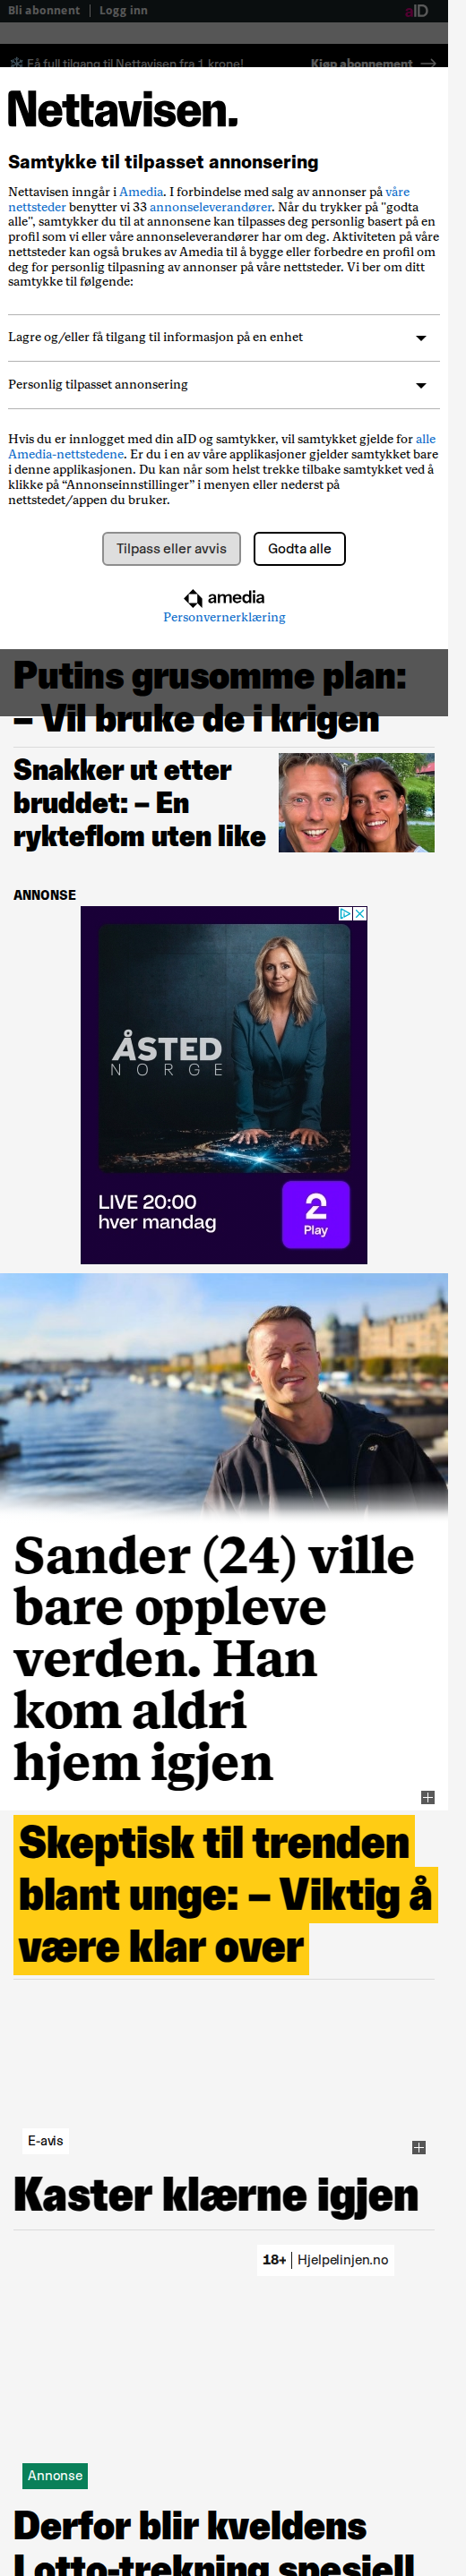 Bli abonnent | Logg inn
aID
Få full tilgang til Nettavisen fra 1 krone! Kjøp abonnement
Nettavisen.
Samtykke til tilpasset annonsering
Nettavisen inngår i Amedia. I forbindelse med salg av annonser på våre
nettsteder benytter vi 33 annonseleverandører. Når du trykker på "godta
alle", samtykker du til at annonsene kan tilpasses deg personlig basert på en
profil som vi eller våre annonseleverandører har om deg. Aktiviteten på våre
nettsteder kan også brukes av Amedia til å bygge eller forbedre en profil om
deg for personlig tilpasning av annonser på våre nettsteder. Vi ber om ditt
samtykke til følgende:
Lagre og/eller få tilgang til informasjon på en enhet
Personlig tilpasset annonsering
Hvis du er innlogget med din aID og samtykker, vil samtykket gjelde for alle
Amedia-nettstedene. Er du i en av våre applikasjoner gjelder samtykket bare
i denne applikasjonen. Du kan når som helst trekke tilbake samtykket ved å
klikke på “Annonseinnstillinger” i menyen eller nederst på
nettstedet/appen du bruker.
Tilpass eller avvis Godta alle
amedia
Personvernerklæring
Putins grusomme plan:
– Vil bruke de i krigen
Snakker ut etter
bruddet: – En
rykteflom uten like
ANNONSE
ÅSTED
NORGE
LIVE 20:00
hver mandag
2
Play
Sander (24) ville
bare oppleve
verden. Han
kom aldri
hjem igjen
Skeptisk til trenden
blant unge: – Viktig å
være klar over
E-avis
Kaster klærne igjen
18+ | Hjelpelinjen.no
Annonse
Derfor blir kveldens
Lotto-trekning spesiell